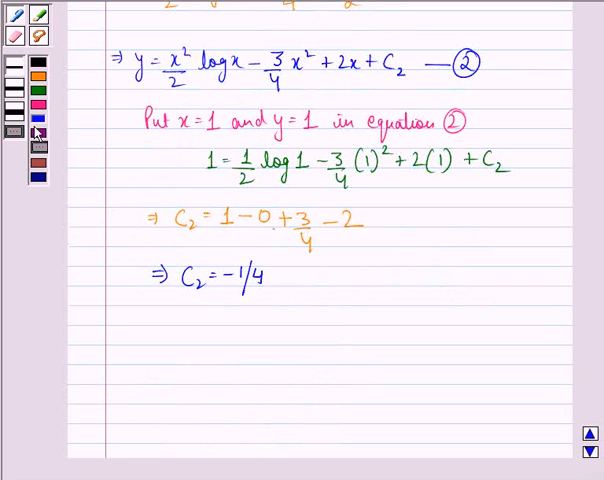 ⇒ y = x²/2 log x − 3/4 x² + 2x + C₂ —②
Put x = 1 and y = 1 in equation ②
1 = 1/2 log 1 − 3/4 (1)² + 2(1) + C₂
⇒ C₂ = 1 − 0 + 3/4 − 2
⇒ C₂ = −1/4